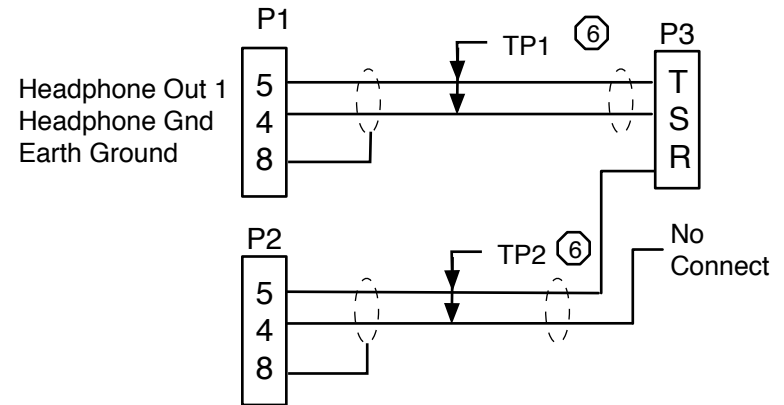 P1
TP1 6
P3
Headphone Out 1
Headphone Gnd
Earth Ground
5
4
8
T
S
R
P2
TP2 6
No
Connect
5
4
8